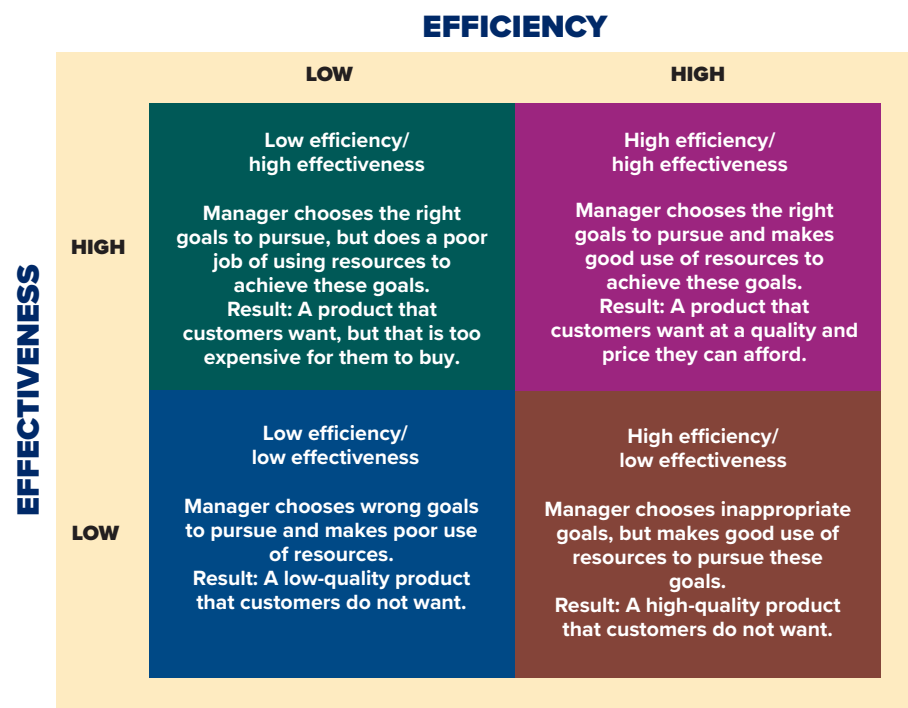 EFFICIENCY
LOW
HIGH
EFFECTIVENESS
HIGH
Low efficiency/
high effectiveness
Manager chooses the right
goals to pursue, but does a poor
job of using resources to
achieve these goals.
Result: A product that
customers want, but that is too
expensive for them to buy.
High efficiency/
high effectiveness
Manager chooses the right
goals to pursue and makes
good use of resources to
achieve these goals.
Result: A product that
customers want at a quality and
price they can afford.
LOW
Low efficiency/
low effectiveness
Manager chooses wrong goals
to pursue and makes poor use
of resources.
Result: A low-quality product
that customers do not want.
High efficiency/
low effectiveness
Manager chooses inappropriate
goals, but makes good use of
resources to pursue these
goals.
Result: A high-quality product
that customers do not want.